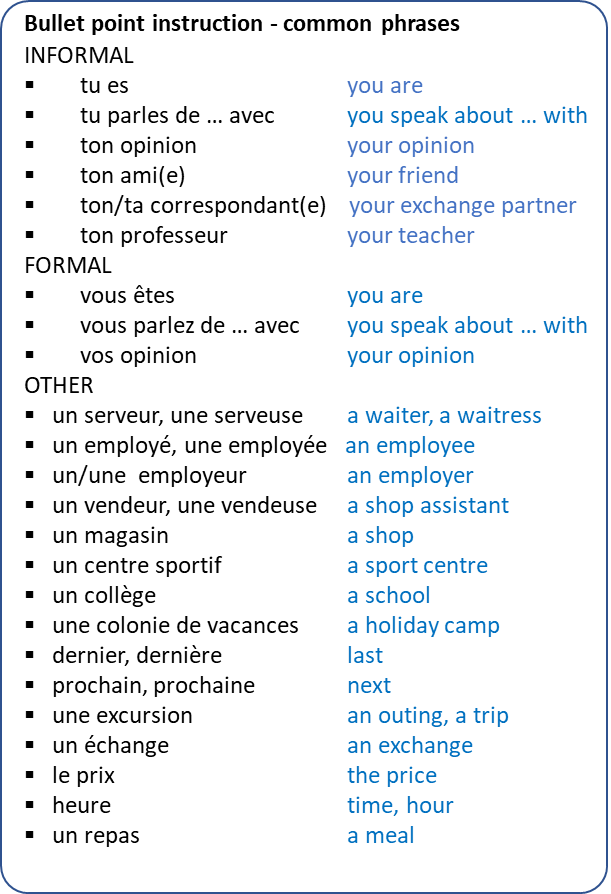 Bullet point instruction - common phrases
INFORMAL
▪ tu es you are
▪ tu parles de ... avec you speak about ... with
▪ ton opinion your opinion
▪ ton ami(e) your friend
▪ ton/ta correspondant(e) your exchange partner
▪ ton professeur your teacher
FORMAL
▪ vous êtes you are
▪ vous parlez de ... avec you speak about ... with
▪ vos opinion your opinion
OTHER
▪ un serveur, une serveuse a waiter, a waitress
▪ un employé, une employée an employee
▪ un/une employeur an employer
▪ un vendeur, une vendeuse a shop assistant
▪ un magasin a shop
▪ un centre sportif a sport centre
▪ un collège a school
▪ une colonie de vacances a holiday camp
▪ dernier, dernière last
▪ prochain, prochaine next
▪ une excursion an outing, a trip
▪ un échange an exchange
▪ le prix the price
▪ heure time, hour
▪ un repas a meal